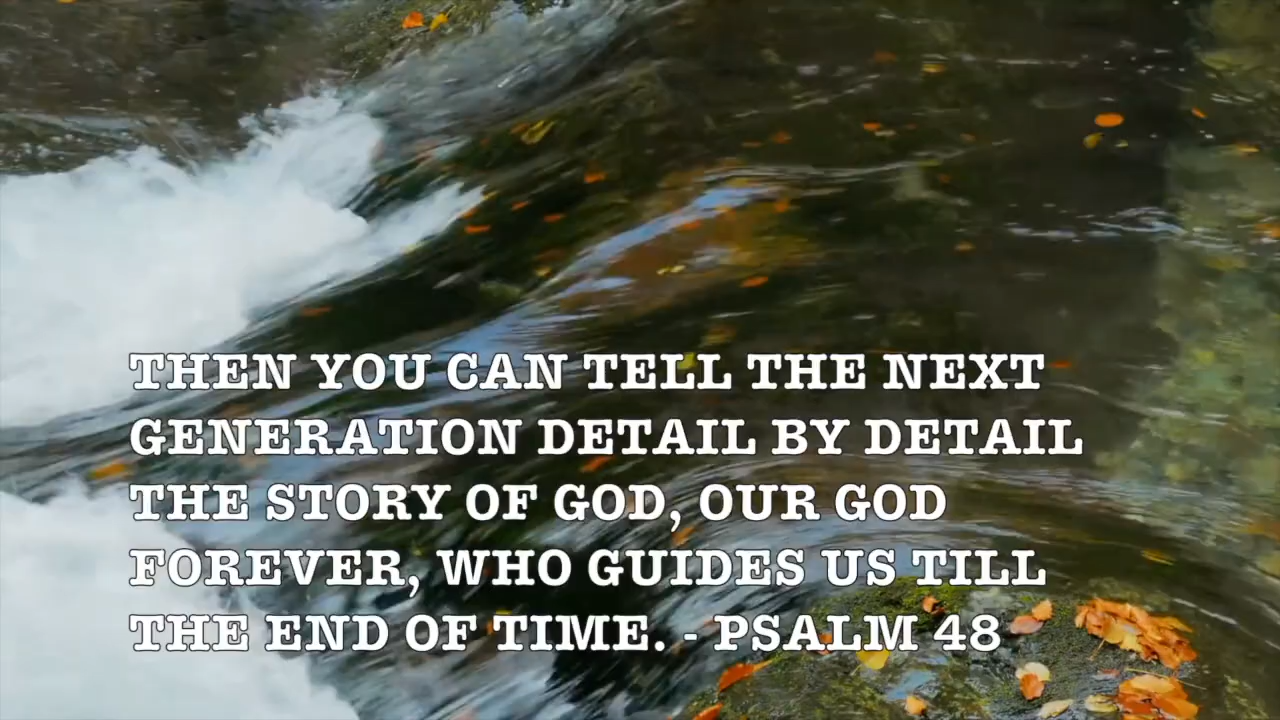 THEN YOU CAN TELL THE NEXT
GENERATION DETAIL BY DETAIL
THE STORY OF GOD, OUR GOD
FOREVER, WHO GUIDES US TILL
THE END OF TIME. - PSALM 48